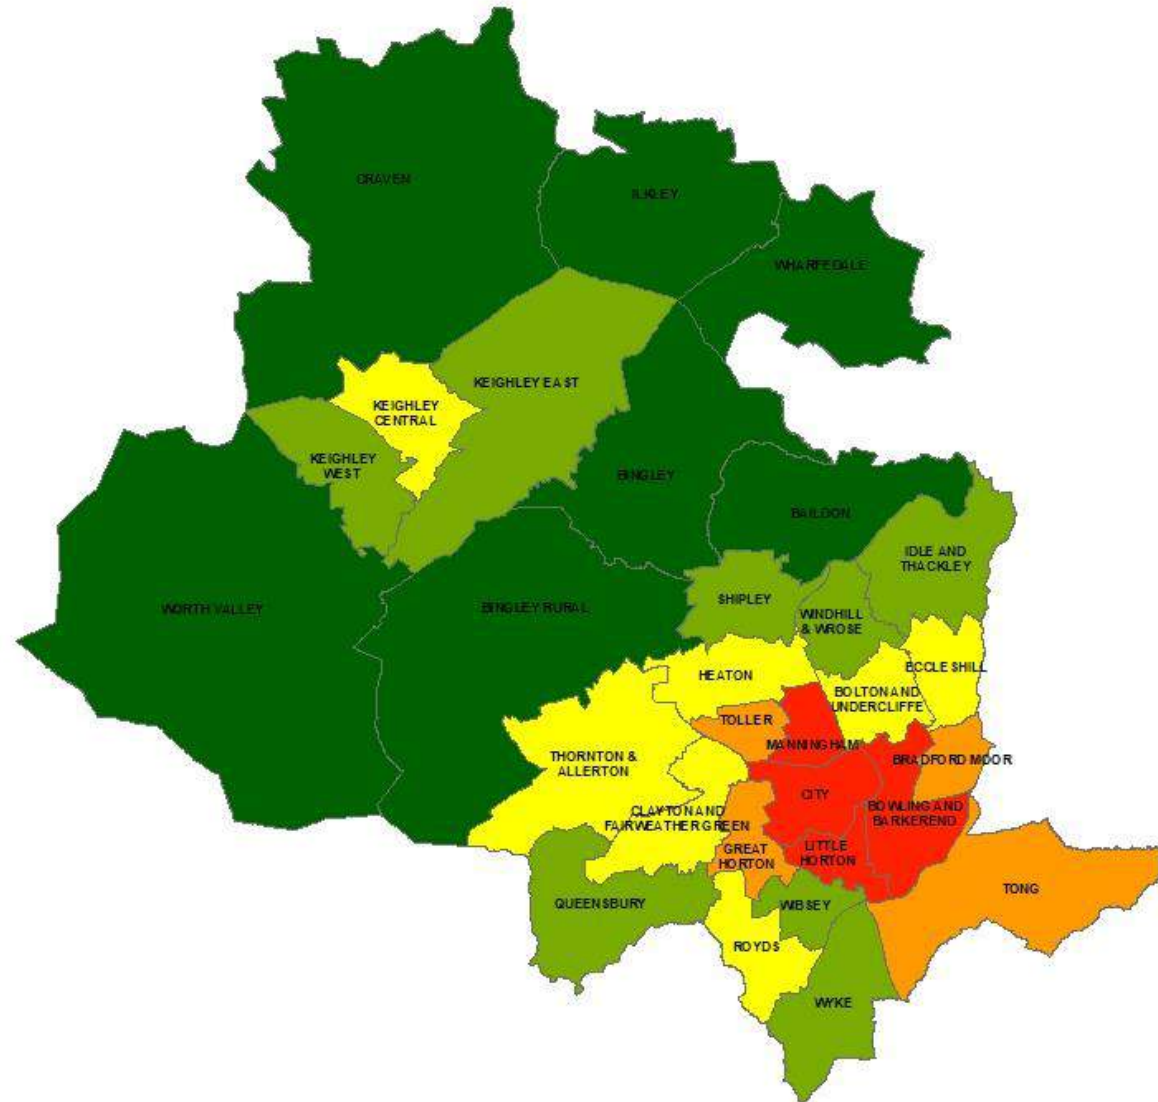 CRAVEN
ILKLEY
WHARFEDALE
KEIGHLEY EAST
KEIGHLEY
CENTRAL
KEIGHLEY
WEST
BINGLEY
BAILDON
IDLE AND
THACKLEY
SHIPLEY
WORTH VALLEY
BINGLEY RURAL
WINDHILL
& WROSE
ECCLESHILL
HEATON
BOLTON AND
UNDERCLIFFE
TOLLER
MANNINGHAM
THORNTON &
ALLERTON
BRADFORD MOOR
CITY
BOWLING AND
BARKEREND
CLAYTON AND
FAIRWEATHER GREEN
GREAT
HORTON
LITTLE
HORTON
TONG
QUEENSBURY
WIBSEY
ROYDS
WYKE